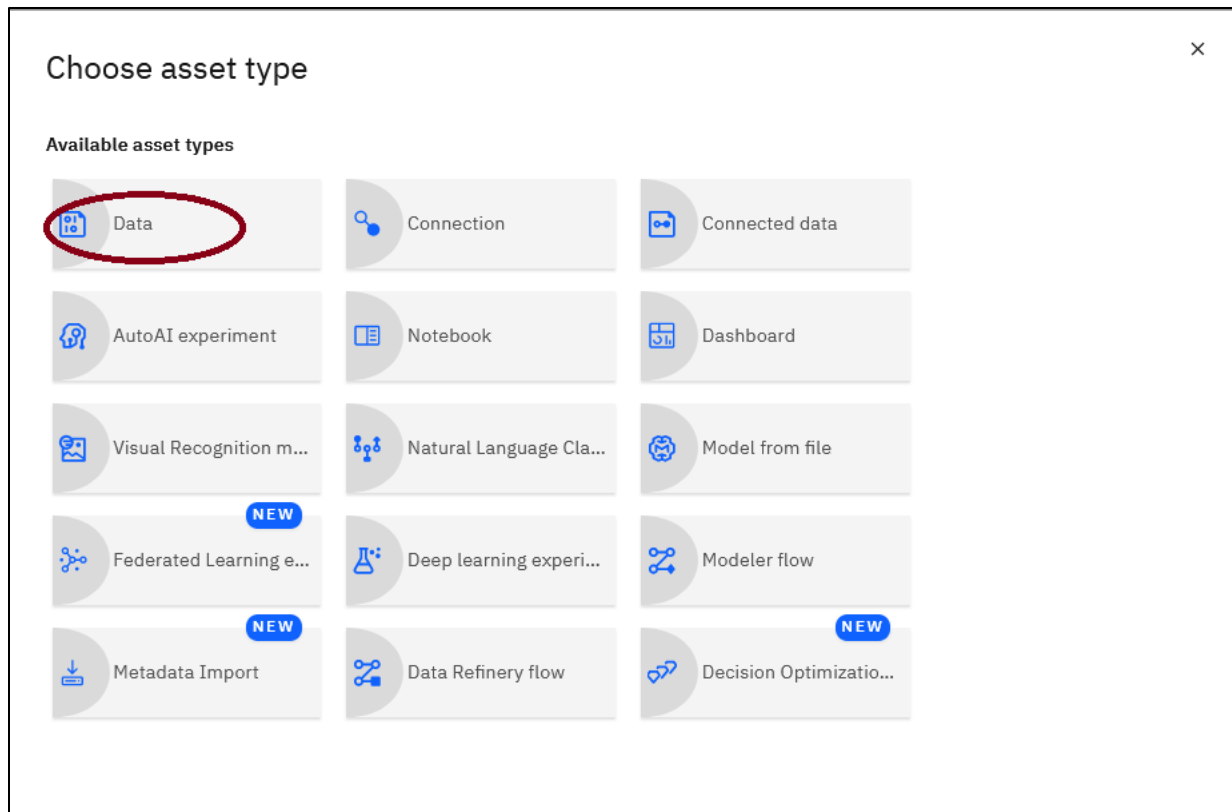 Choose asset type
Available asset types
Data
Connection
Connected data
AutoAI experiment
Notebook
Dashboard
Visual Recognition m...
Natural Language Cla...
Model from file
NEW
Federated Learning e...
Deep learning experi...
Modeler flow
NEW
NEW
Metadata Import
Data Refinery flow
Decision Optimizatio...